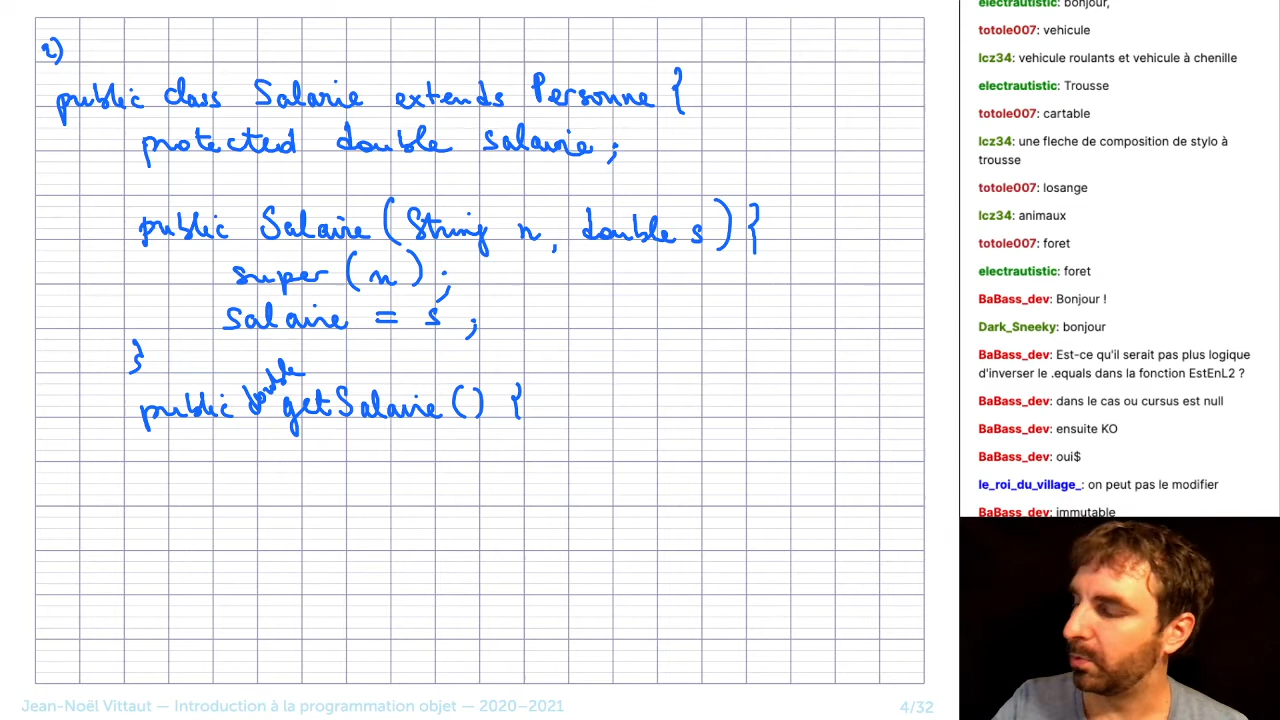 2)
public class Salarie extends Personne {
protected double salaire ;
public Salaire (String n, double s) {
super (n) ;
salaire = s ;
}
public double getSalaire () {
Jean-Noël Vittaut — Introduction à la programmation objet — 2020–2021
4/32
electrautistic: bonjour,
totole007: vehicule
lcz34: vehicule roulants et vehicule à chenille
electrautistic: Trousse
totole007: cartable
lcz34: une fleche de composition de stylo à
trousse
totole007: losange
lcz34: animaux
totole007: foret
electrautistic: foret
BaBass_dev: Bonjour !
Dark_Sneeky: bonjour
BaBass_dev: Est-ce qu'il serait pas plus logique
d'inverser le .equals dans la fonction EstEnL2 ?
BaBass_dev: dans le cas ou cursus est null
BaBass_dev: ensuite KO
BaBass_dev: oui$
le_roi_du_village_: on peut pas le modifier
BaBass_dev: immutable